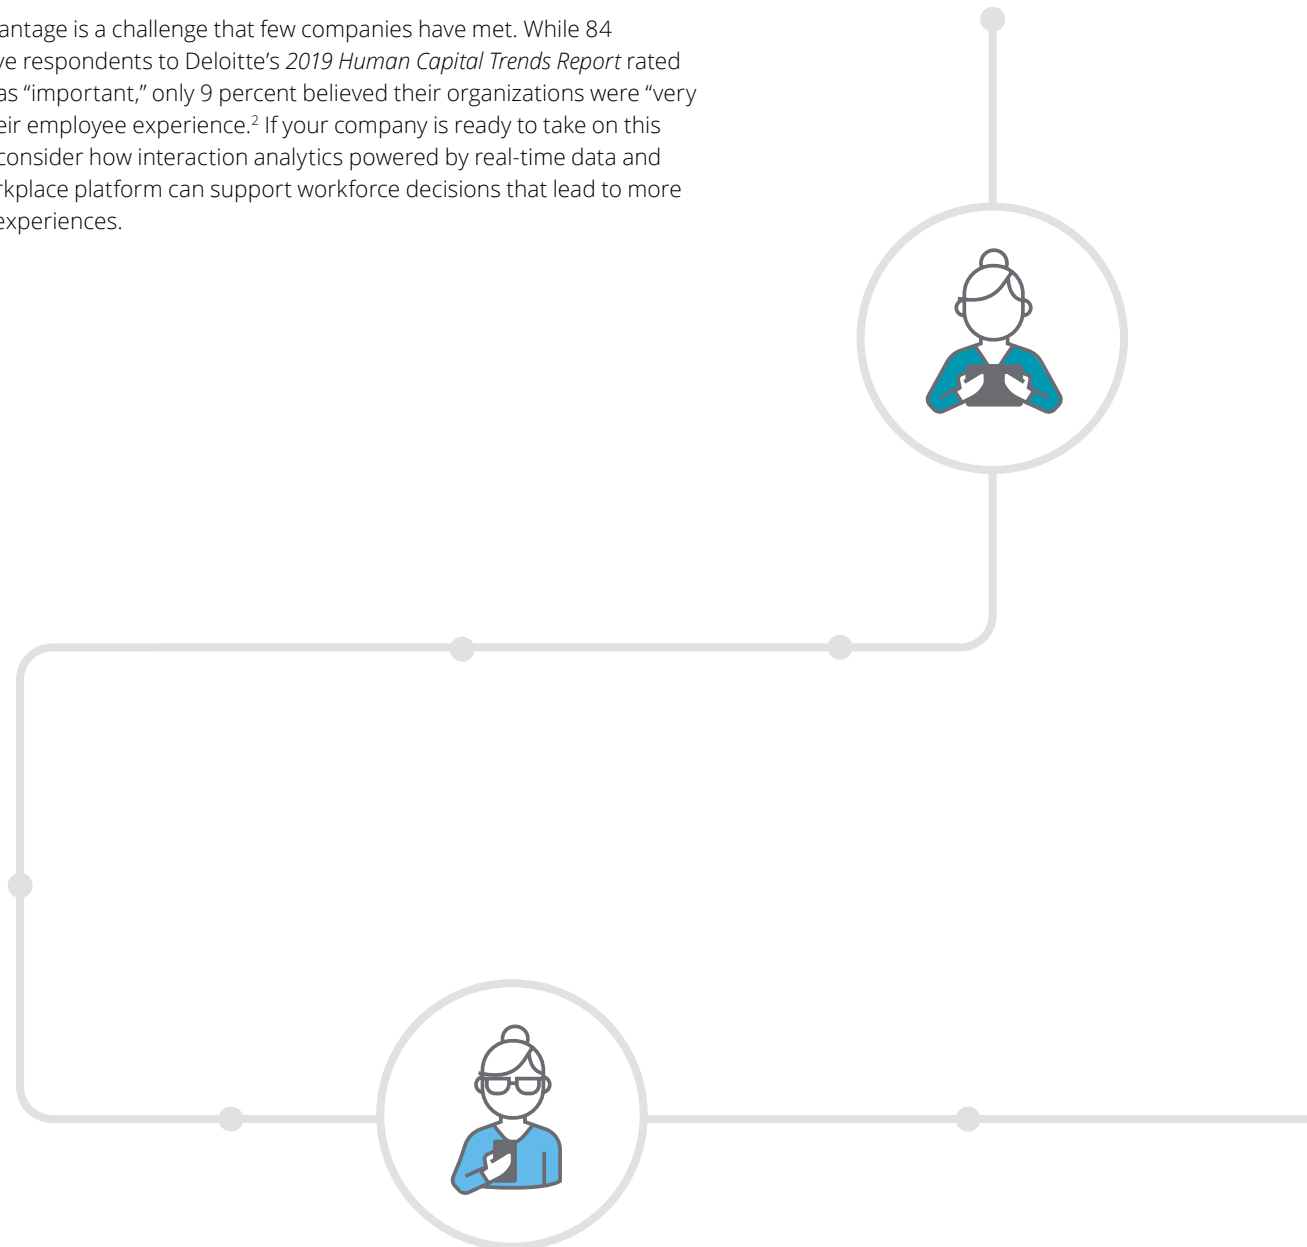 antage is a challenge that few companies have met. While 84
ve respondents to Deloitte’s 2019 Human Capital Trends Report rated
as “important,” only 9 percent believed their organizations were “very
eir employee experience.2 If your company is ready to take on this
consider how interaction analytics powered by real-time data and
rkplace platform can support workforce decisions that lead to more
experiences.